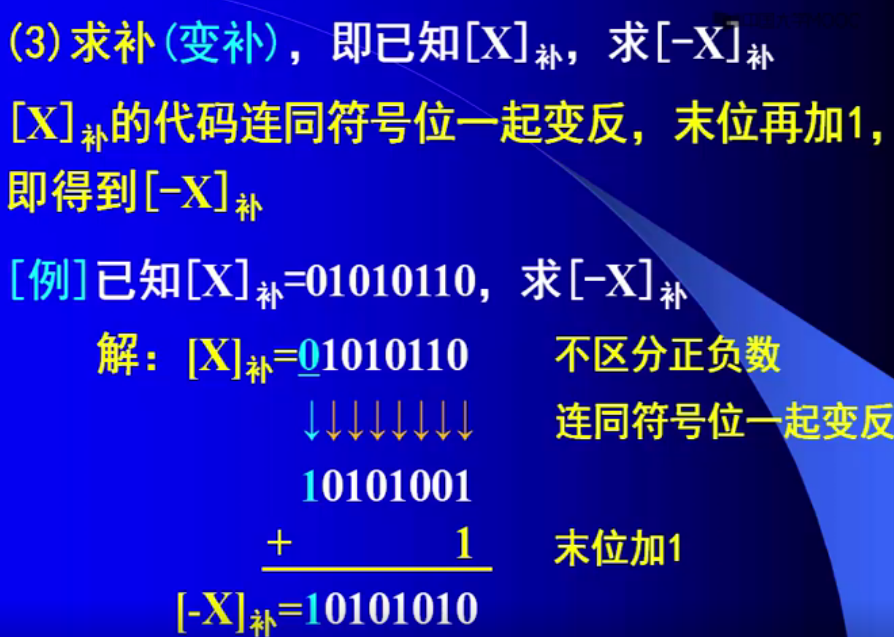 (3)求补(变补)，即已知[X]补，求[-X]补
[X]补的代码连同符号位一起变反，末位再加1，
即得到[-X]补
[例]已知[X]补=01010110，求[-X]补
解：[X]补=01010110 不区分正负数
↓↓↓↓↓↓↓↓ 连同符号位一起变反
10101001
+ 1 末位加1
[-X]补=10101010